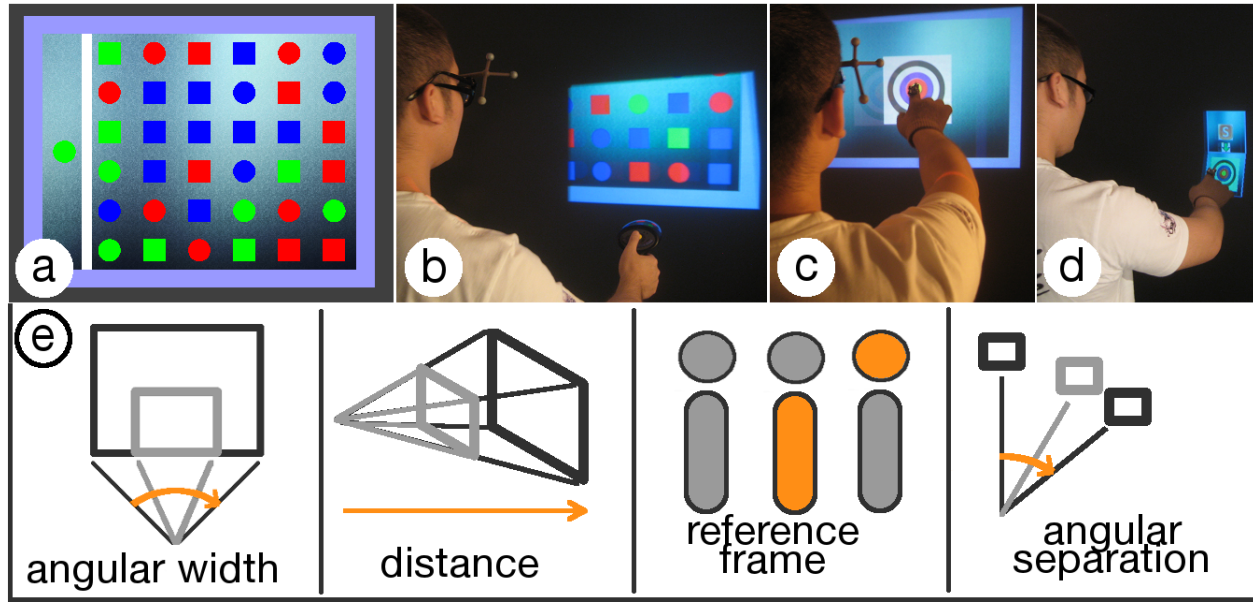 a
b
c
d
S
e
angular width
distance
reference
frame
angular
separation